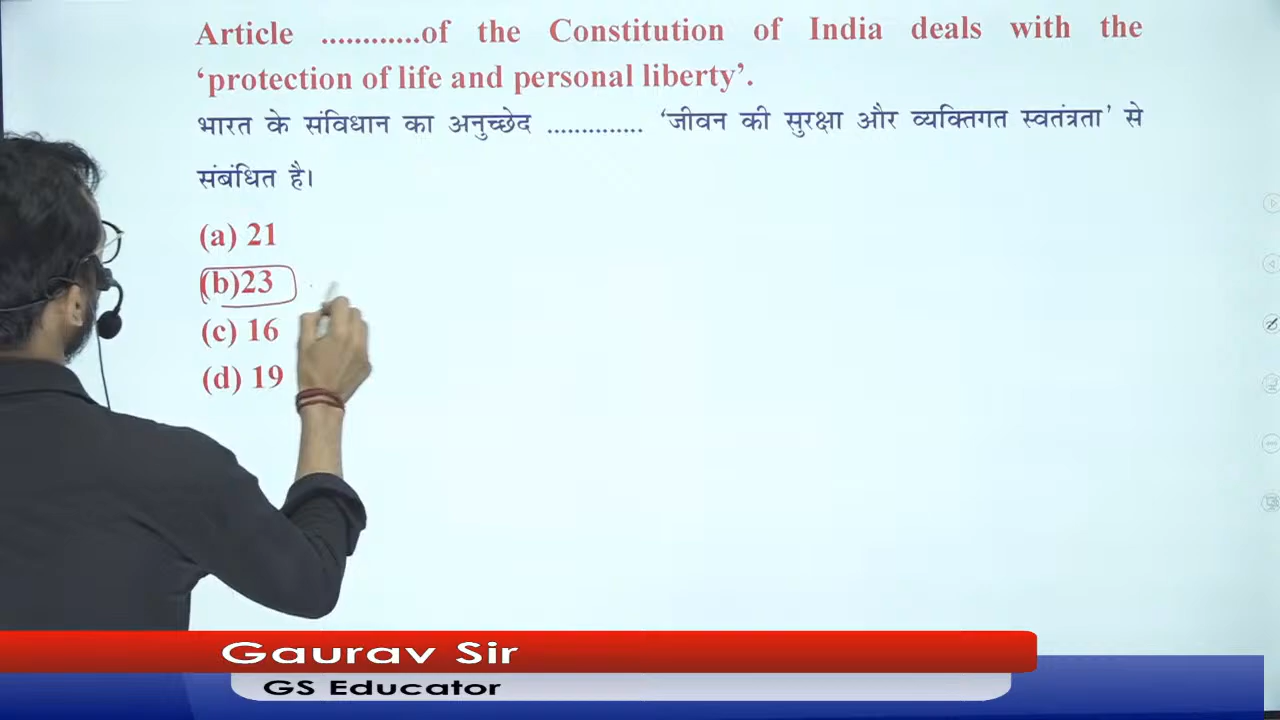 Article ............of the Constitution of India deals with the
‘protection of life and personal liberty’.
भारत के संविधान का अनुच्छेद .............. ‘जीवन की सुरक्षा और व्यक्तिगत स्वतंत्रता’ से
संबंधित है।
(a) 21
(b)23
(c) 16
(d) 19
Gaurav Sir
GS Educator